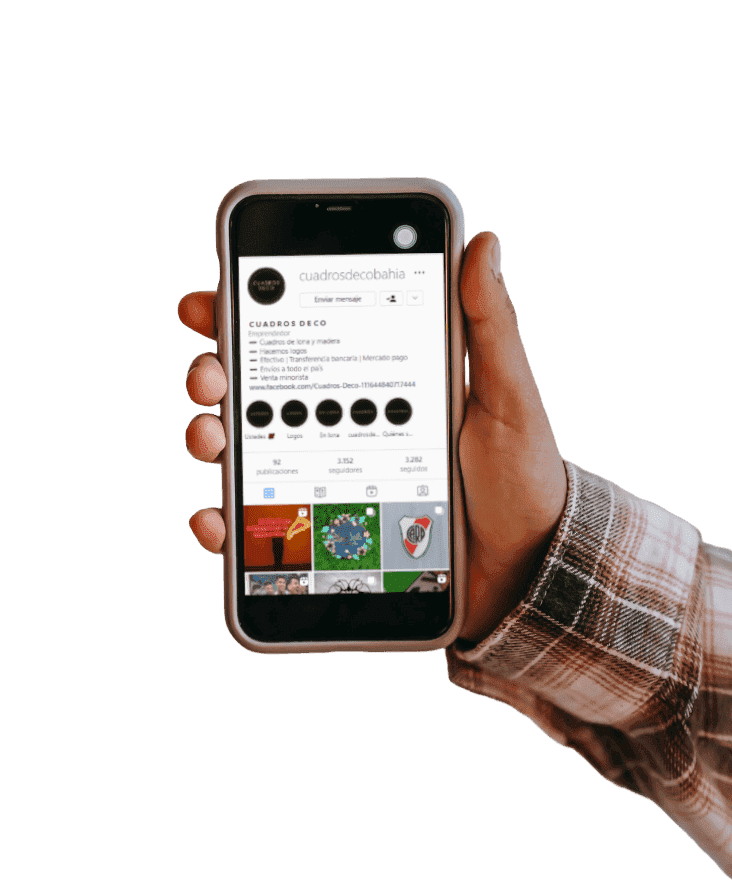 cuadrosdecobahia
Enviar mensaje
CUADROS DECO
Emprendedor
Cuadros de lona y madera
Hacemos logos
Efectivo | Transferencia bancaria | Mercado pago
Envíos a todo el país
Venta minorista
www.facebook.com/Cuadros-Deco-111644840717444
Ustedes Logos En lona cuadrosde... Quiénes s...
92 3.152 3.282
publicaciones seguidores seguidos